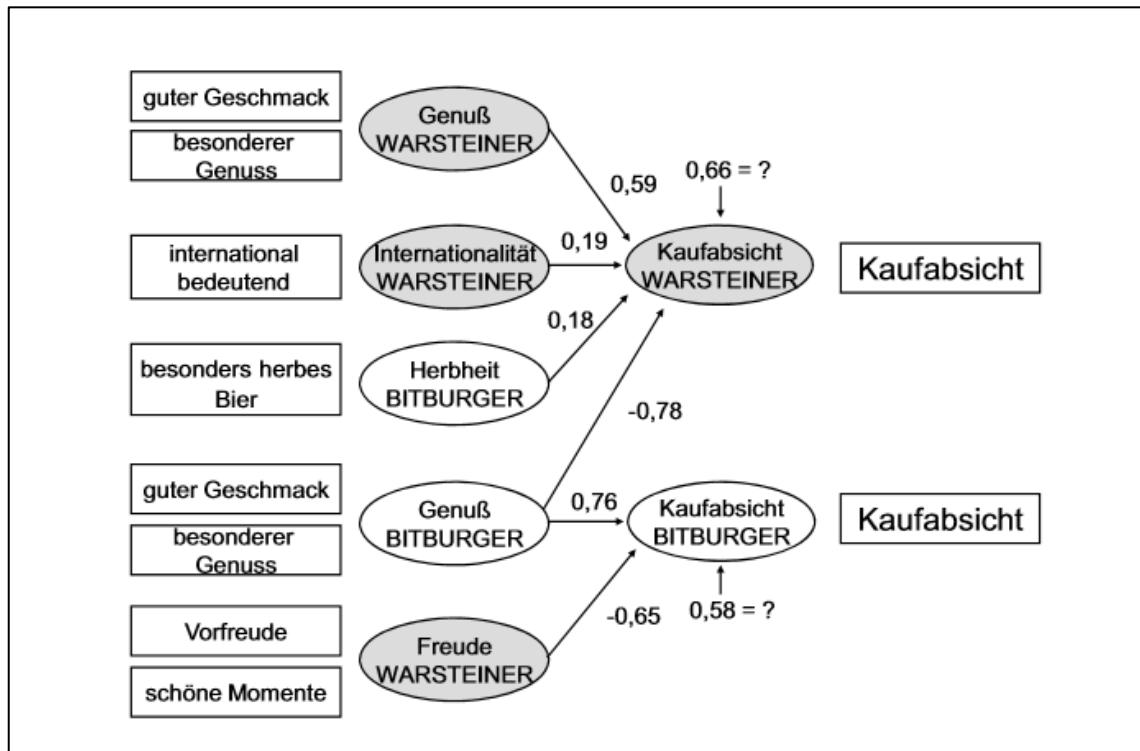 guter Geschmack
besonderer
Genuss
Genuß
WARSTEINER
0,59
0,66 = ?
international
bedeutend
Internationalität
WARSTEINER
0,19
Kaufabsicht
WARSTEINER
Kaufabsicht
0,18
besonders herbes
Bier
Herbheit
BITBURGER
-0,78
guter Geschmack
besonderer
Genuss
Genuß
BITBURGER
0,76
Kaufabsicht
BITBURGER
Kaufabsicht
-0,65
0,58 = ?
Vorfreude
schöne Momente
Freude
WARSTEINER